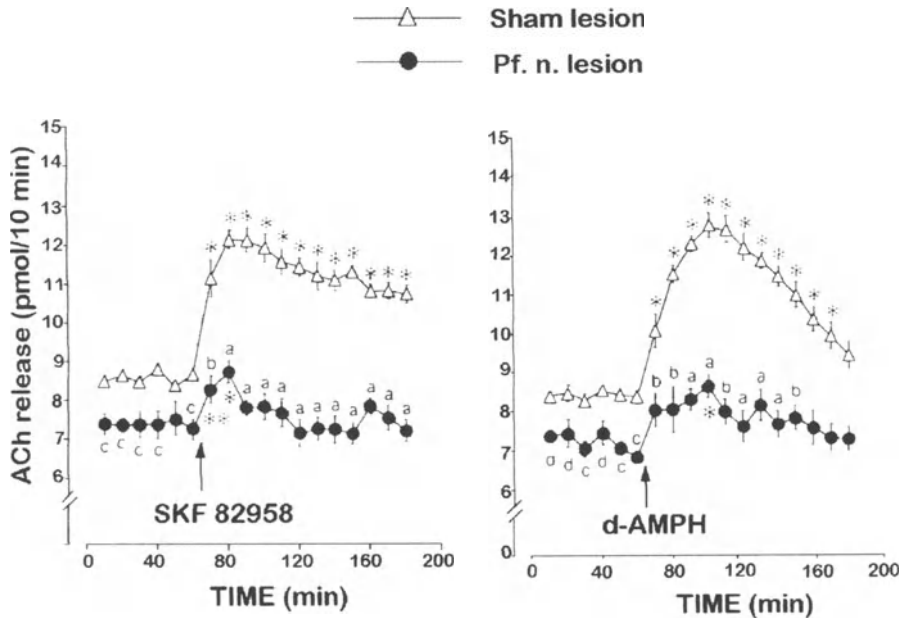 Sham lesion
Pf. n. lesion
ACh release (pmol/10 min)
15
14
13
12
11
10
9
8
7
6
* * * * * * * * * * * *
b a a a a a a a a a a
c c c c c
** *
SKF 82958
0 40 80 120 160 200
TIME (min)
15
14
13
12
11
10
9
8
7
6
0
* * * * * * * * * * *
b b a a b a a a b
d d c d c c
*
d-AMPH
0 40 80 120 160 200
TIME (min)